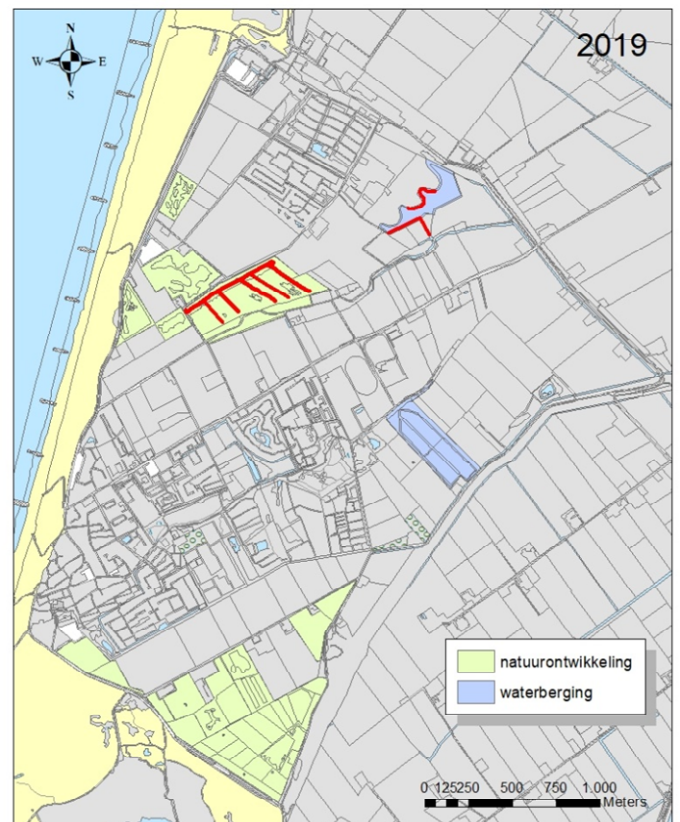 2019
N
W E
S
natuurontwikkeling
waterberging
0 125250 500 750 1.000
Meters